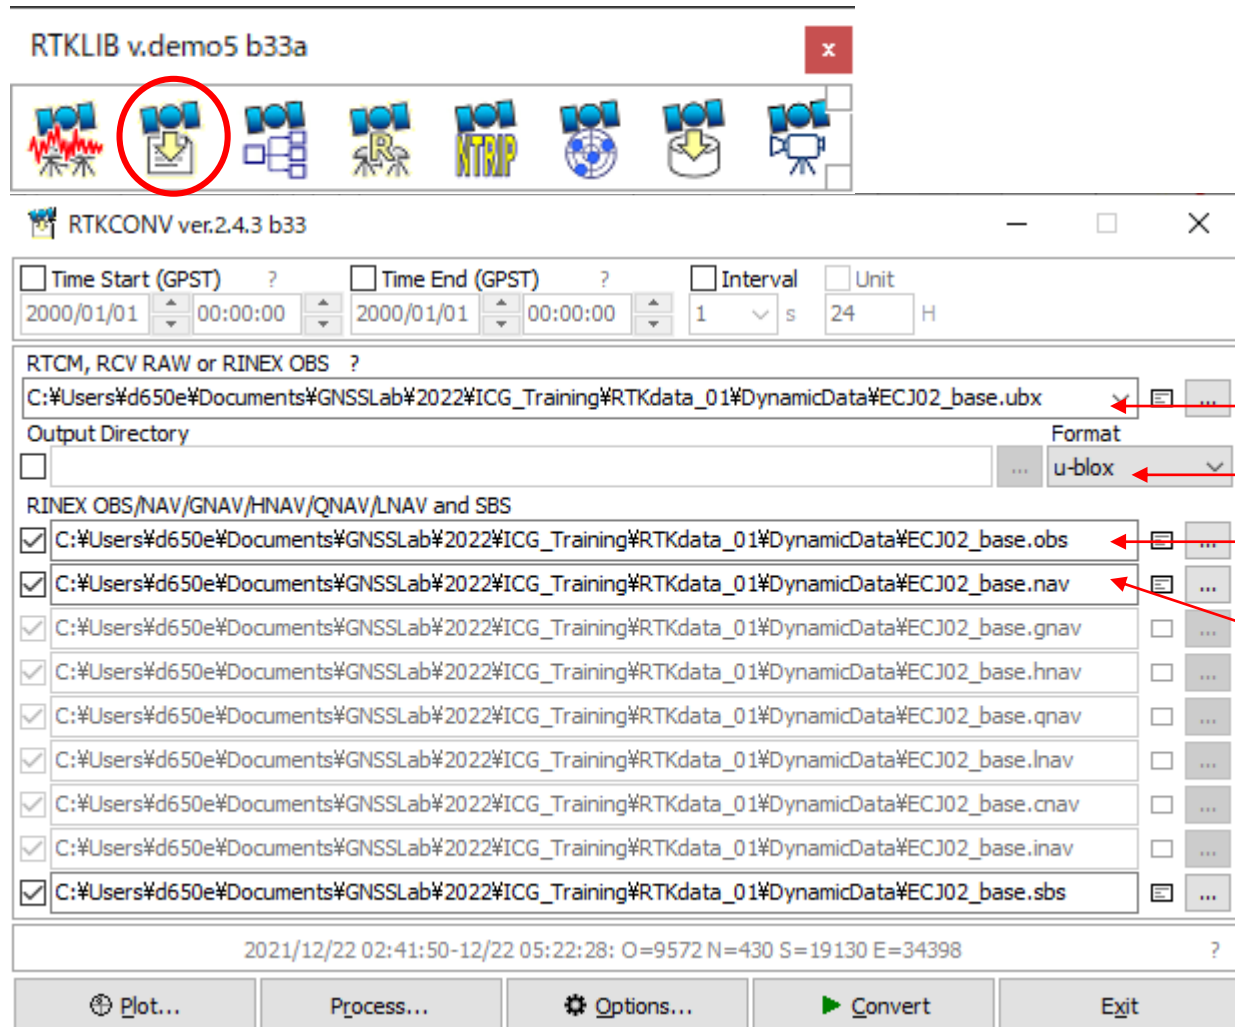 RTKLIB v.demo5 b33a
x
R
NTRIP
RTKCONV ver.2.4.3 b33
Time Start (GPST) ? Time End (GPST) ? Interval Unit
2000/01/01 00:00:00 2000/01/01 00:00:00 1 s 24 H
RTCM, RCV RAW or RINEX OBS ?
C:¥Users¥d650e¥Documents¥GNSSLab¥2022¥ICG_Training¥RTKdata_01¥DynamicData¥ECJ02_base.ubx ...
Output Directory Format
... u-blox
RINEX OBS/NAV/GNAV/HNAV/QNAV/LNAV and SBS
C:¥Users¥d650e¥Documents¥GNSSLab¥2022¥ICG_Training¥RTKdata_01¥DynamicData¥ECJ02_base.obs ...
C:¥Users¥d650e¥Documents¥GNSSLab¥2022¥ICG_Training¥RTKdata_01¥DynamicData¥ECJ02_base.nav ...
C:¥Users¥d650e¥Documents¥GNSSLab¥2022¥ICG_Training¥RTKdata_01¥DynamicData¥ECJ02_base.gnav ...
C:¥Users¥d650e¥Documents¥GNSSLab¥2022¥ICG_Training¥RTKdata_01¥DynamicData¥ECJ02_base.hnav ...
C:¥Users¥d650e¥Documents¥GNSSLab¥2022¥ICG_Training¥RTKdata_01¥DynamicData¥ECJ02_base.qnav ...
C:¥Users¥d650e¥Documents¥GNSSLab¥2022¥ICG_Training¥RTKdata_01¥DynamicData¥ECJ02_base.lnav ...
C:¥Users¥d650e¥Documents¥GNSSLab¥2022¥ICG_Training¥RTKdata_01¥DynamicData¥ECJ02_base.cnav ...
C:¥Users¥d650e¥Documents¥GNSSLab¥2022¥ICG_Training¥RTKdata_01¥DynamicData¥ECJ02_base.inav ...
C:¥Users¥d650e¥Documents¥GNSSLab¥2022¥ICG_Training¥RTKdata_01¥DynamicData¥ECJ02_base.sbs ...
2021/12/22 02:41:50-12/22 05:22:28: O=9572 N=430 S=19130 E=34398 ?
Plot... Process... Options... Convert Exit